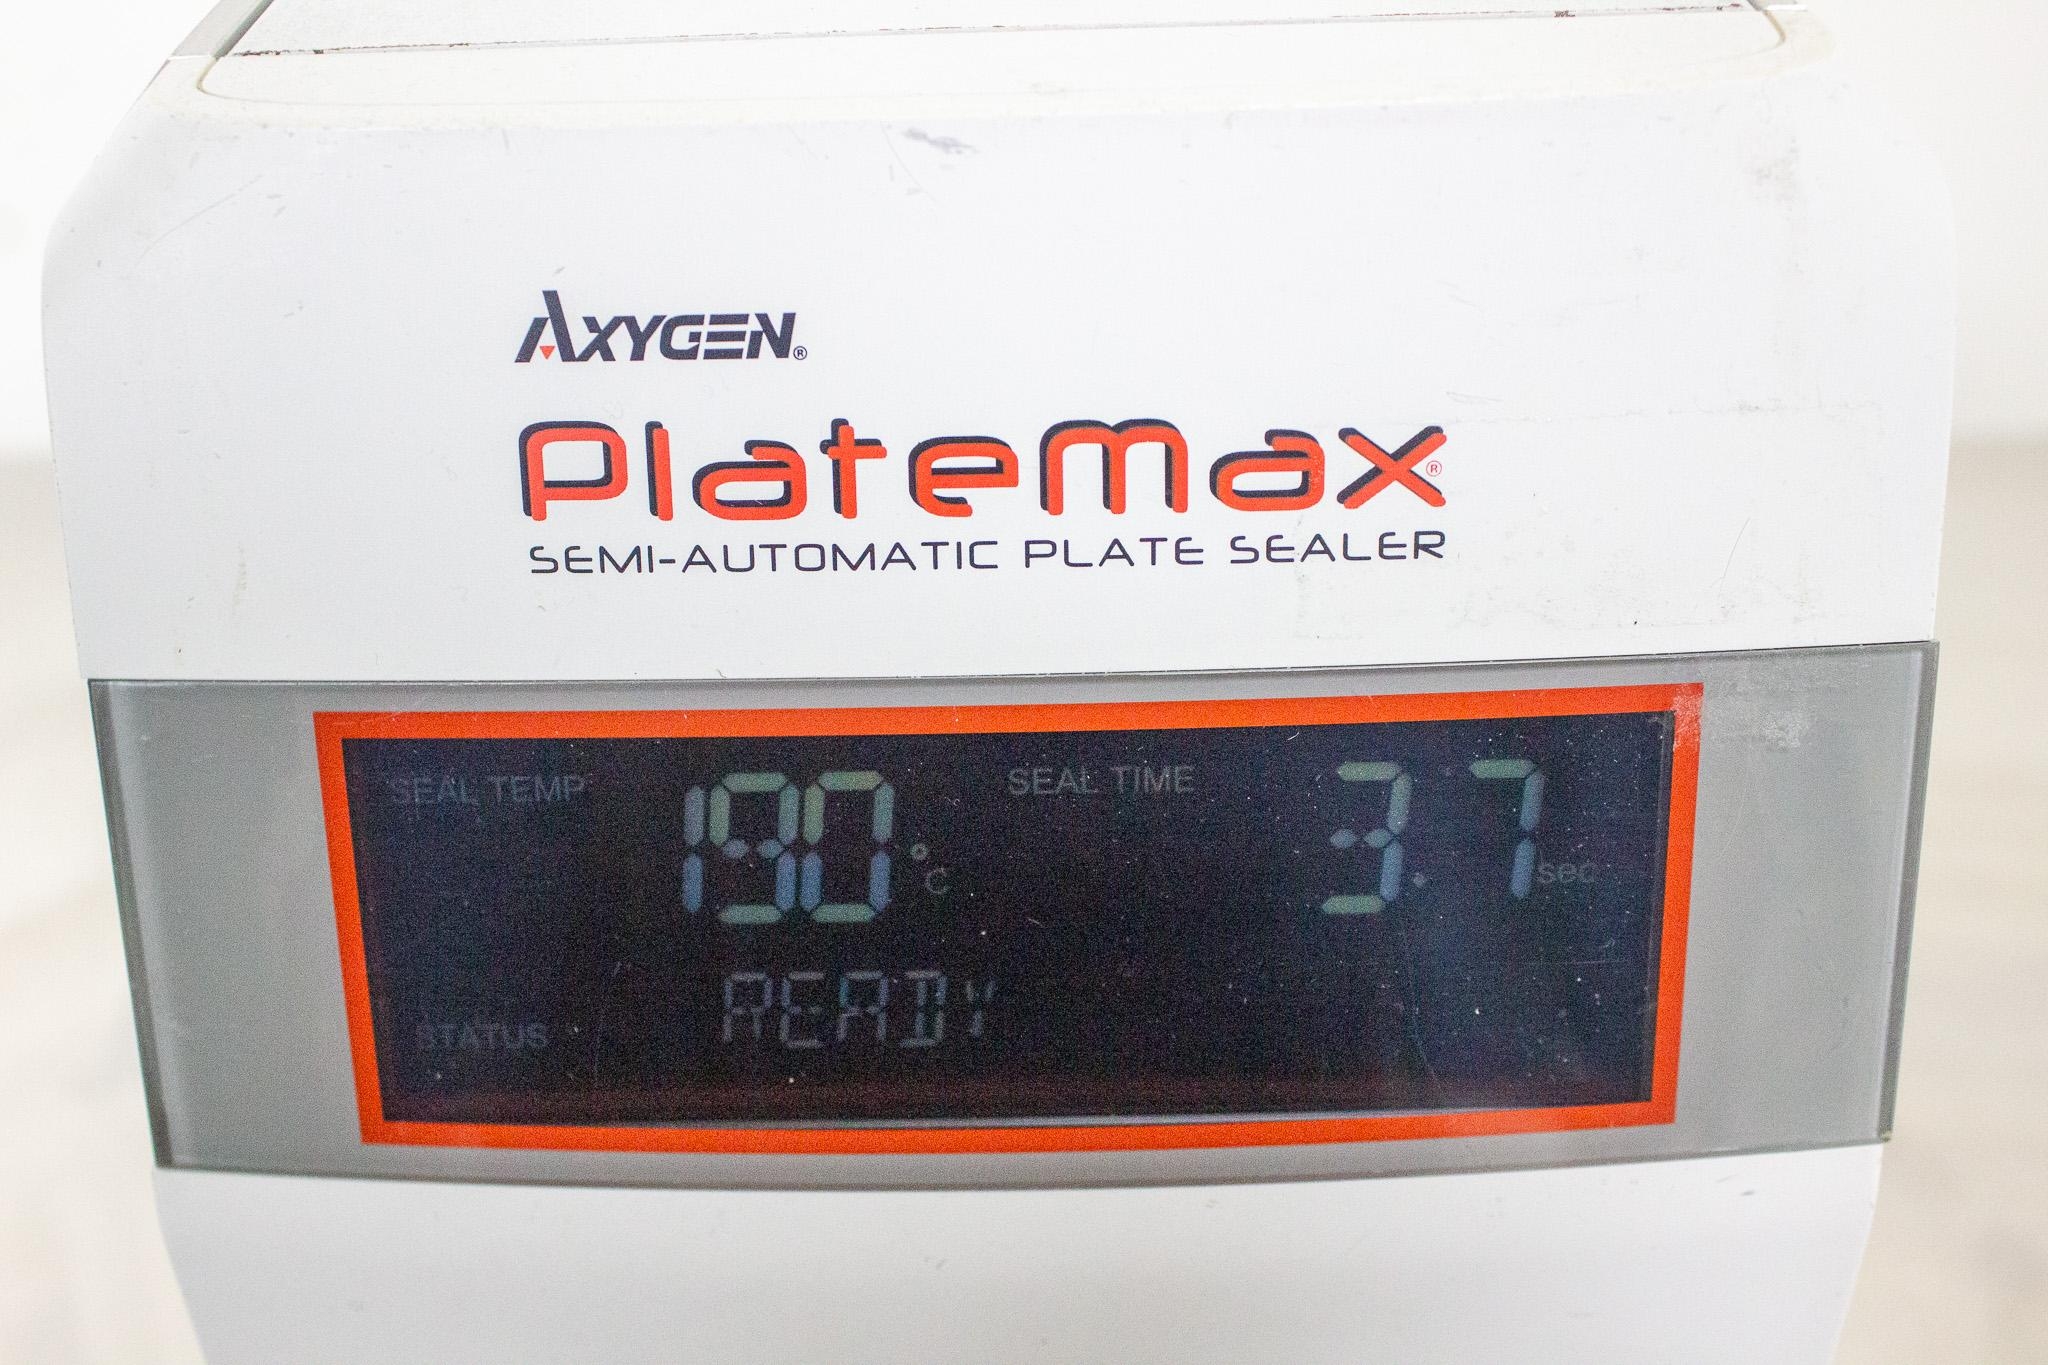 AXYGEN®
PlateMax®
SEMI-AUTOMATIC PLATE SEALER
SEAL TEMP 190 °C SEAL TIME 3.7 sec
STATUS READY